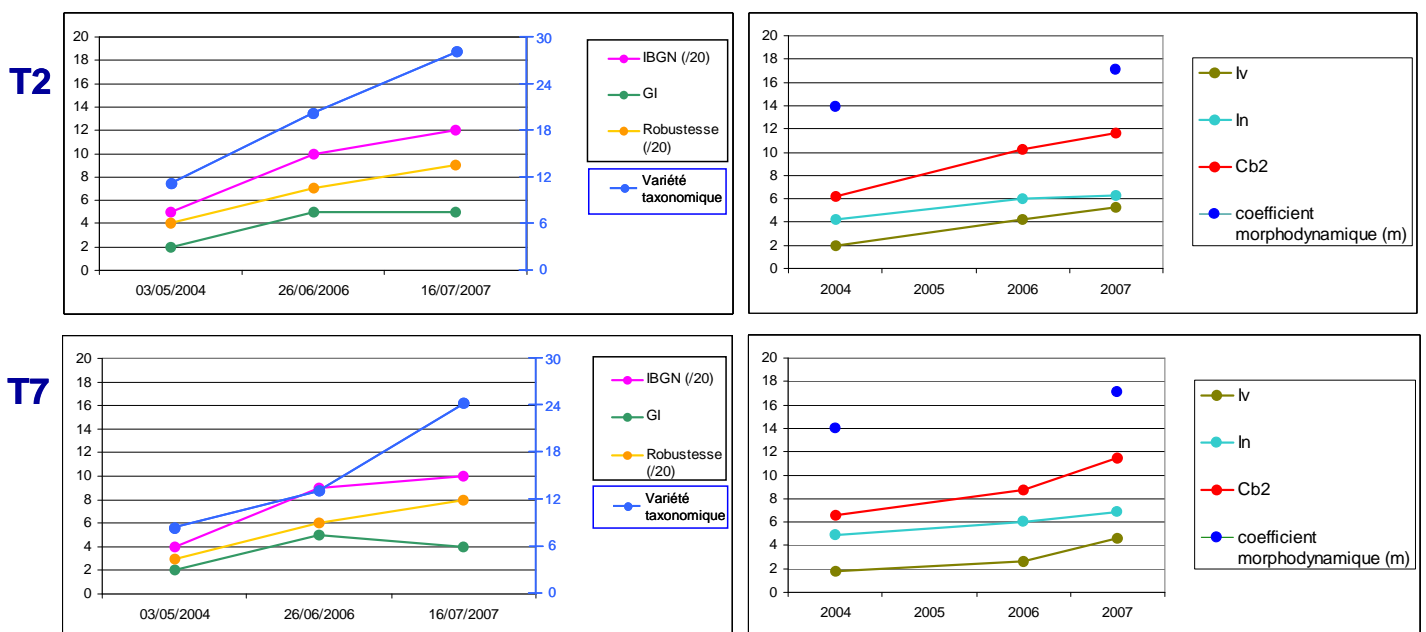 T2
20
18
16
14
12
10
8
6
4
2
0
30
24
18
12
6
0
03/05/2004 26/06/2006 16/07/2007
IBGN (/20)
GI
Robustesse
(/20)
Variété
taxonomique
20
18
16
14
12
10
8
6
4
2
0
2004 2005 2006 2007
Iv
In
Cb2
coefficient
morphodynamique (m)
T7
20
18
16
14
12
10
8
6
4
2
0
30
24
18
12
6
0
03/05/2004 26/06/2006 16/07/2007
IBGN (/20)
GI
Robustesse
(/20)
Variété
taxonomique
20
18
16
14
12
10
8
6
4
2
0
2004 2005 2006 2007
Iv
In
Cb2
coefficient
morphodynamique (m)